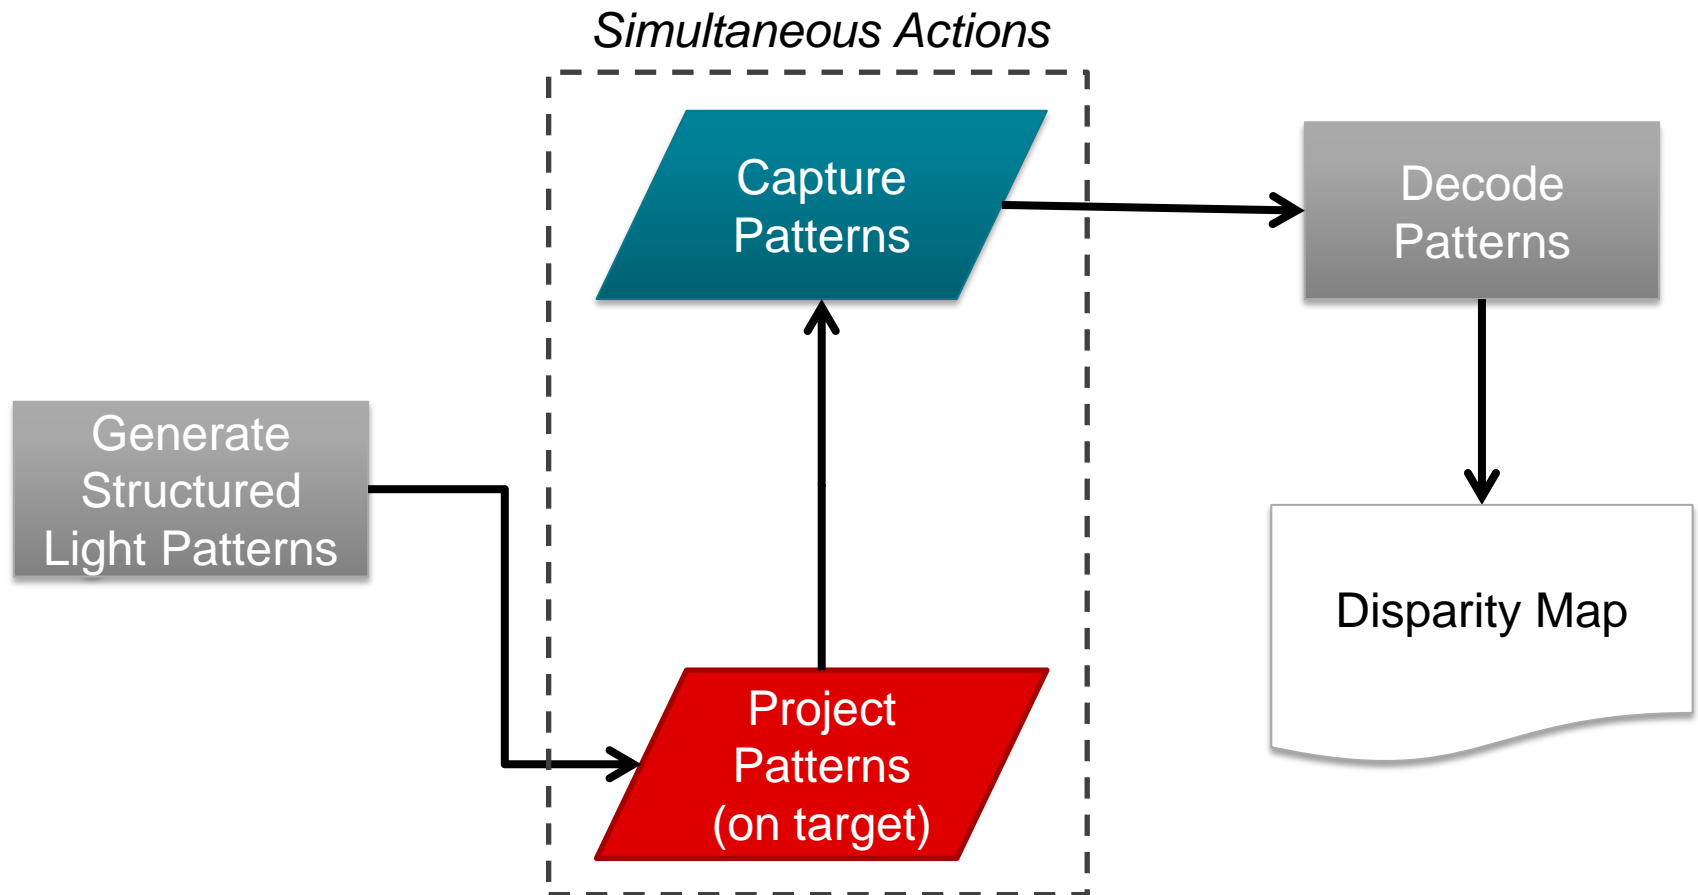 Simultaneous Actions
Capture
Patterns
Decode
Patterns
Generate
Structured
Light Patterns
Disparity Map
Project
Patterns
(on target)